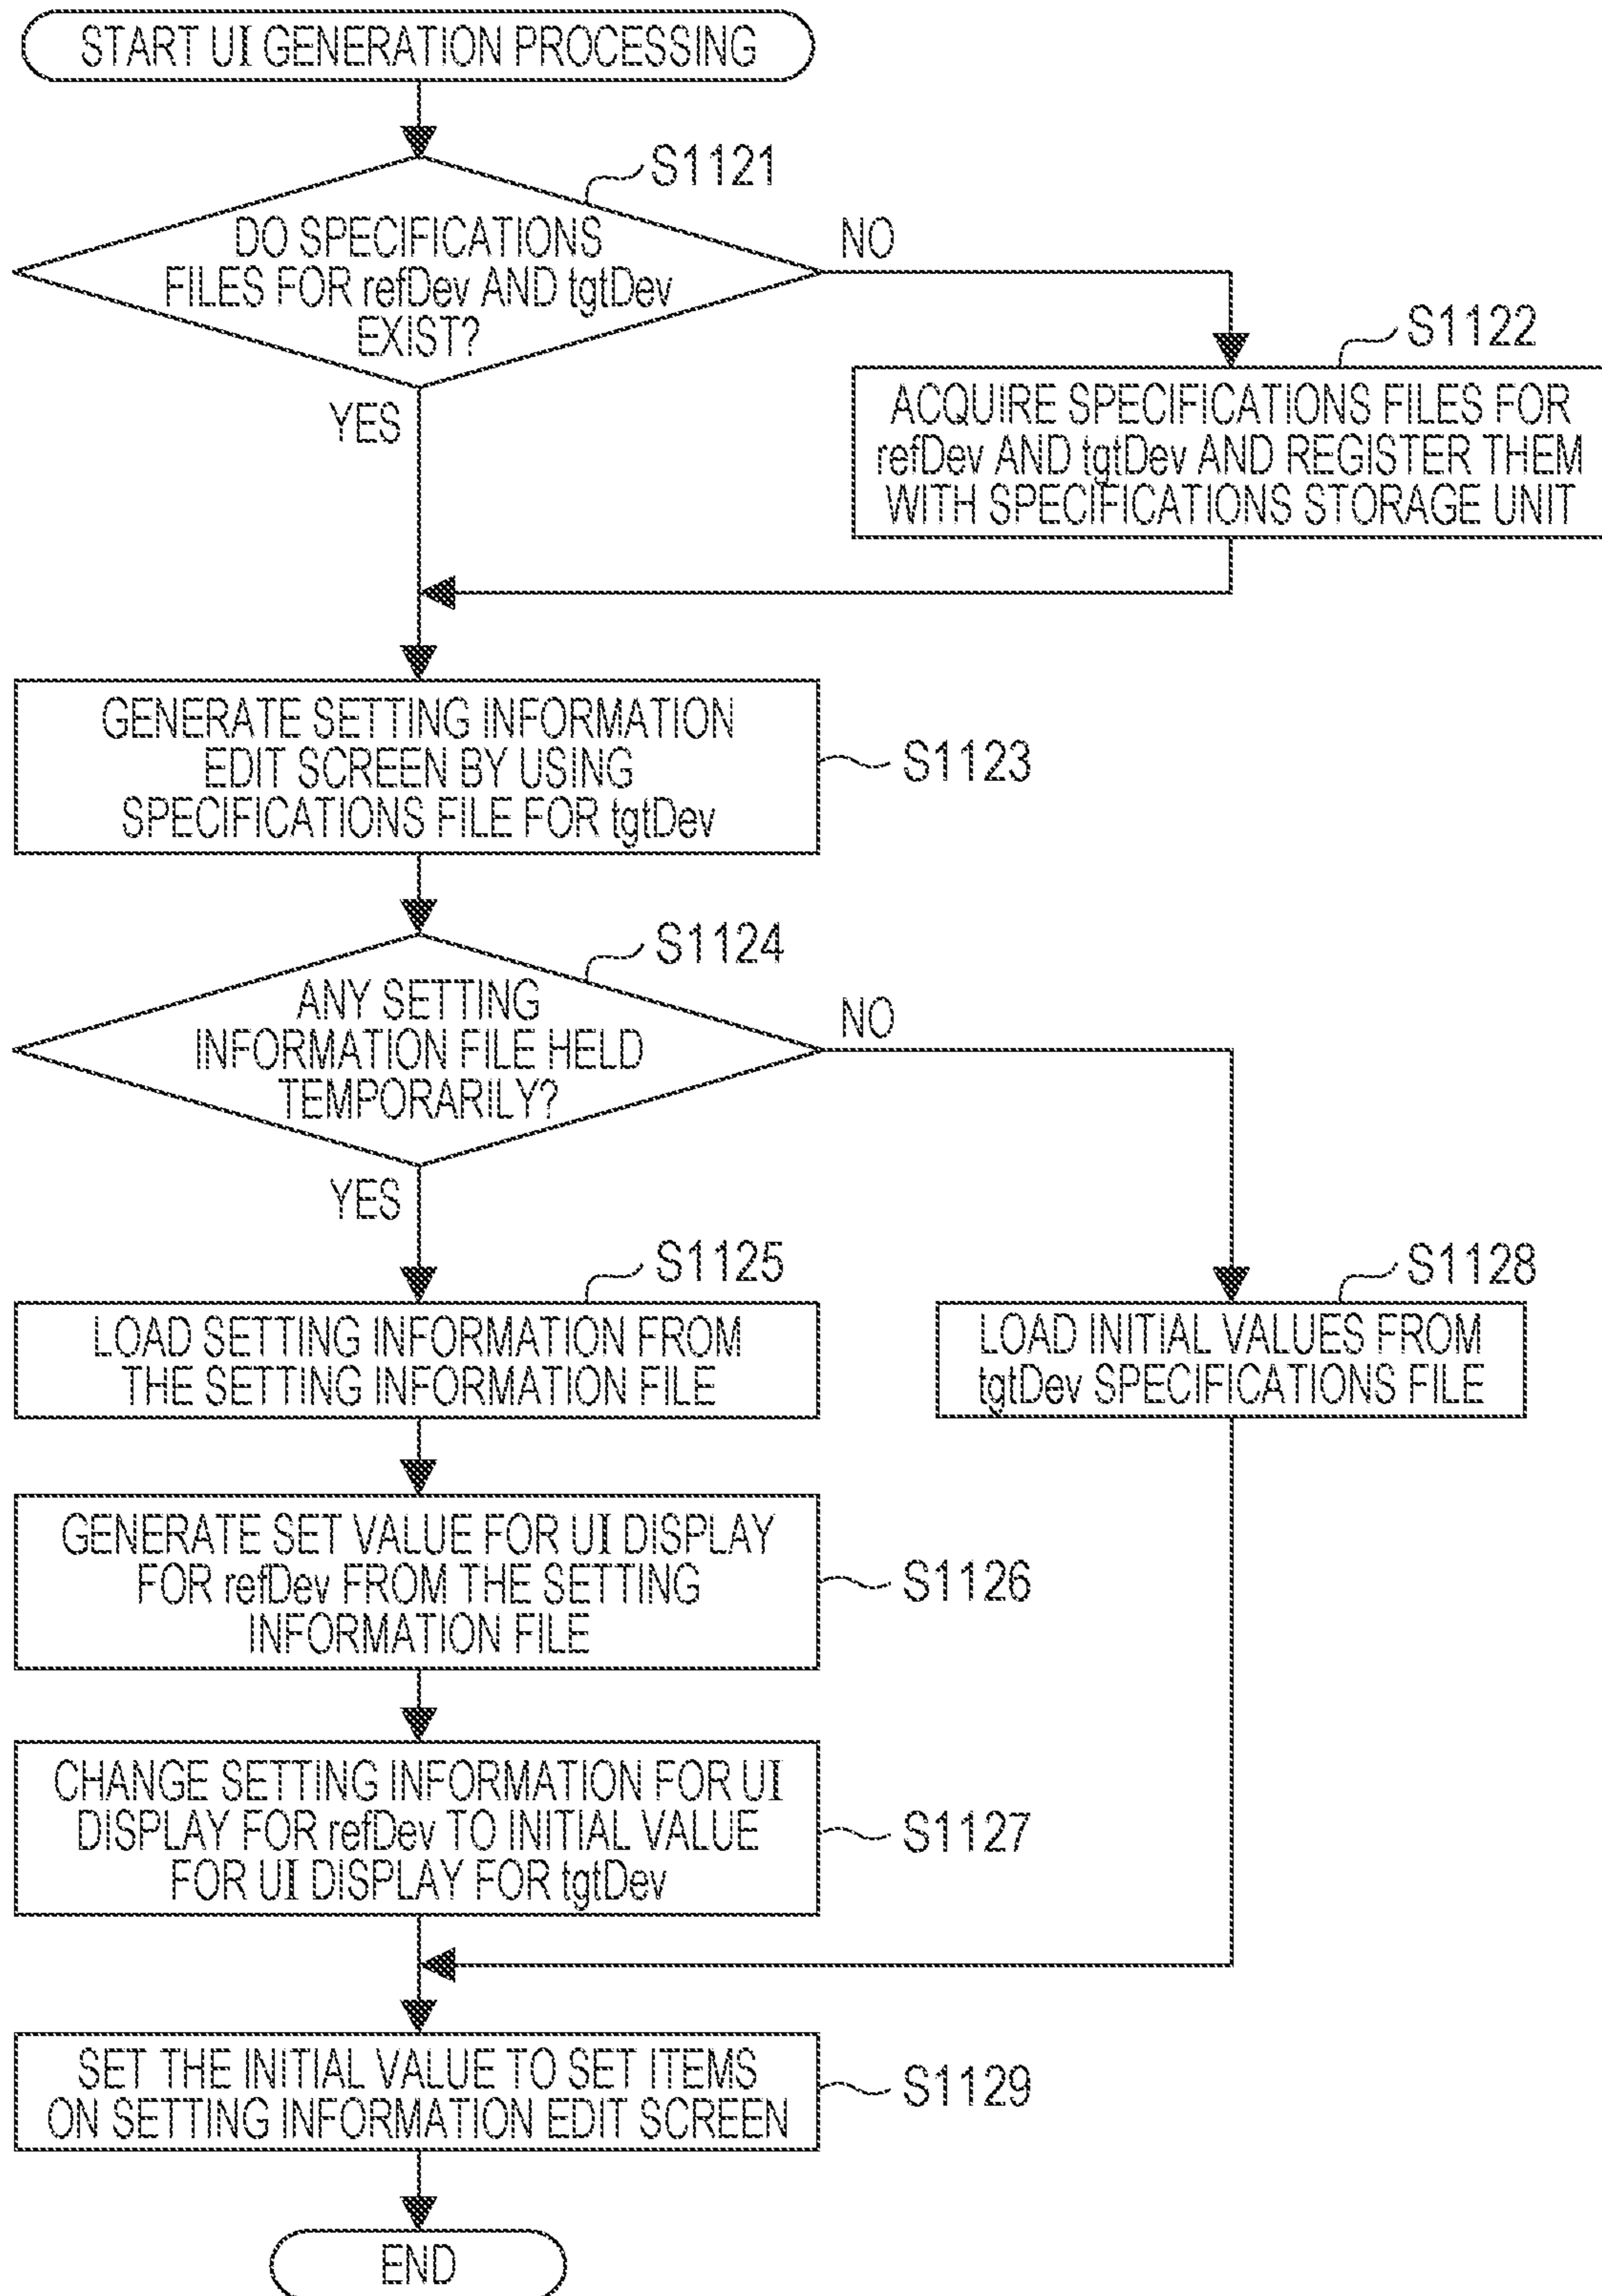 START UI GENERATION PROCESSING
S1121
DO SPECIFICATIONS
FILES FOR refDev AND tgtDev
EXIST?
NO
YES
S1122
ACQUIRE SPECIFICATIONS FILES FOR
refDev AND tgtDev AND REGISTER THEM
WITH SPECIFICATIONS STORAGE UNIT
GENERATE SETTING INFORMATION
EDIT SCREEN BY USING
SPECIFICATIONS FILE FOR tgtDev
S1123
S1124
ANY SETTING
INFORMATION FILE HELD
TEMPORARILY?
NO
YES
S1125
LOAD SETTING INFORMATION FROM
THE SETTING INFORMATION FILE
S1128
LOAD INITIAL VALUES FROM
tgtDev SPECIFICATIONS FILE
GENERATE SET VALUE FOR UI DISPLAY
FOR refDev FROM THE SETTING
INFORMATION FILE
S1126
CHANGE SETTING INFORMATION FOR UI
DISPLAY FOR refDev TO INITIAL VALUE
FOR UI DISPLAY FOR tgtDev
S1127
SET THE INITIAL VALUE TO SET ITEMS
ON SETTING INFORMATION EDIT SCREEN
S1129
END